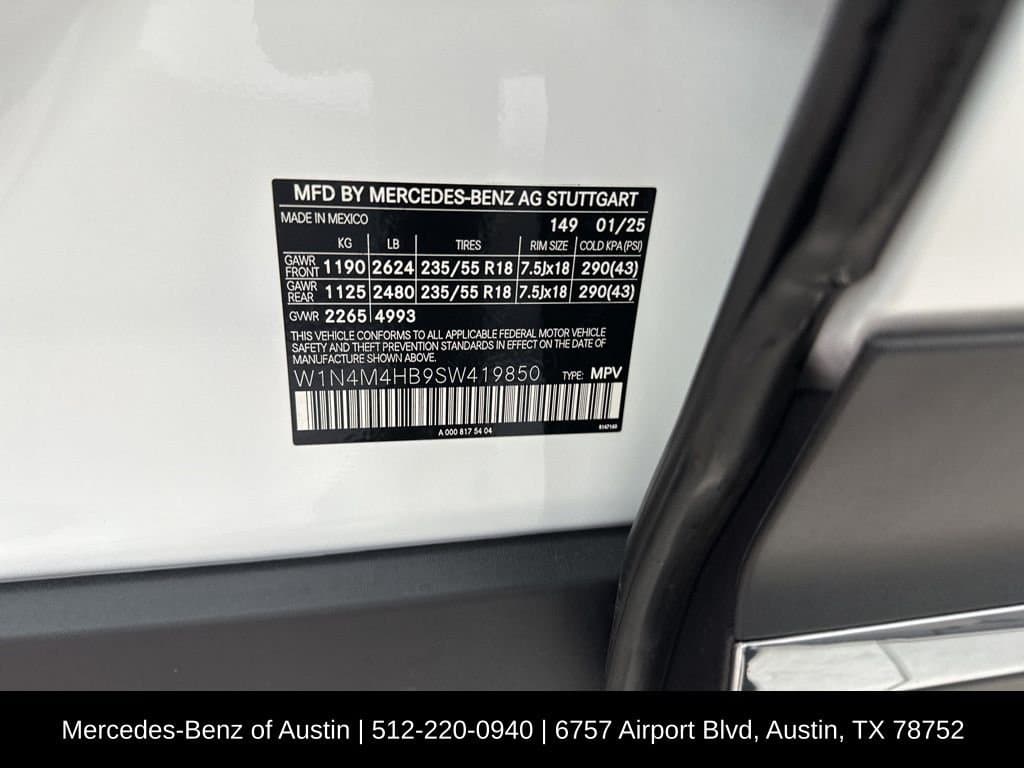 MFD BY MERCEDES-BENZ AG STUTTGART
MADE IN MEXICO 149 01/25
KG LB TIRES RIM SIZE COLD KPA (PSI)
GAWR FRONT 1190 2624 235/55 R18 7.5Jx18 290(43)
GAWR REAR 1125 2480 235/55 R18 7.5Jx18 290(43)
GVWR 2265 4993
THIS VEHICLE CONFORMS TO ALL APPLICABLE FEDERAL MOTOR VEHICLE
SAFETY AND THEFT PREVENTION STANDARDS IN EFFECT ON THE DATE OF
MANUFACTURE SHOWN ABOVE.
W1N4M4HB9SW419850 TYPE: MPV
A 000 817 54 04
Mercedes-Benz of Austin | 512-220-0940 | 6757 Airport Blvd, Austin, TX 78752